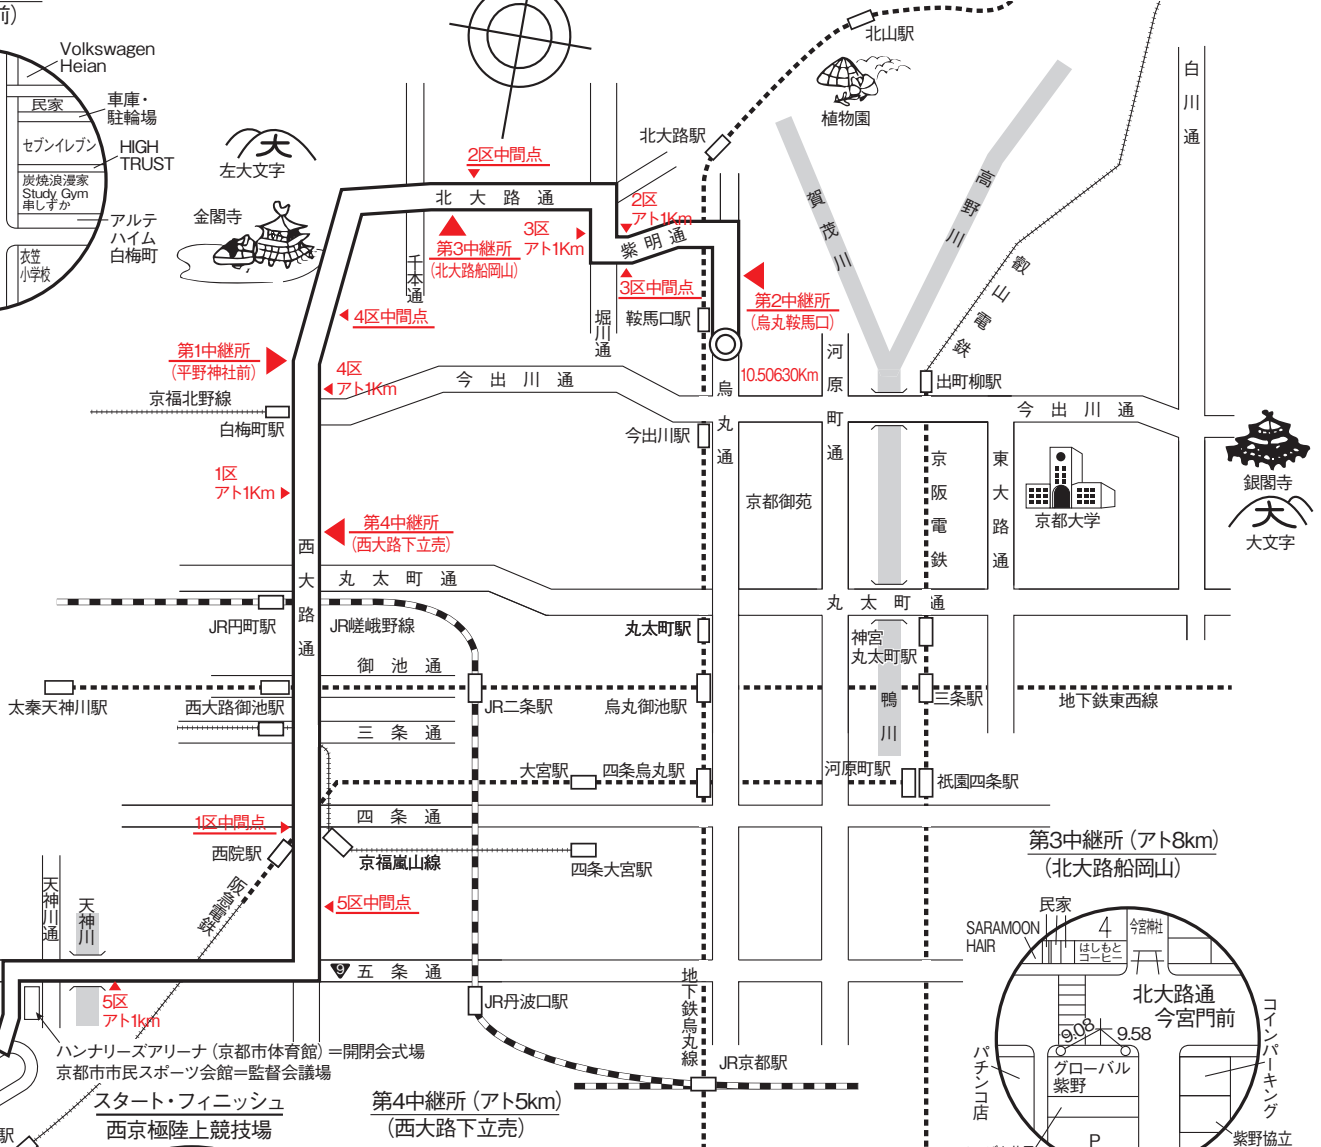 前)
Volkswagen
Heian
民家
車庫・
駐輪場
セブンイレブン
HIGH
TRUST
炭焼浪漫家
Study Gym
串しずか
アルテ
ハイム
白梅町
衣笠
小学校
左大文字
金閣寺
千本通
2区中間点
北大路通
第3中継所
(北大路船岡山)
3区
アト1Km
北大路駅
2区
アト1Km
紫明通
3区中間点
堀川通
鞍馬口駅
第2中継所
(烏丸鞍馬口)
10.50630Km
北山駅
植物園
賀茂川
高野川
叡山電鉄
白川通
4区中間点
第1中継所
(平野神社前)
4区
アト1Km
京福北野線
白梅町駅
今出川通
今出川駅
烏丸通
河原町通
出町柳駅
今出川通
銀閣寺
大文字
1区
アト1Km
第4中継所
(西大路下立売)
西大路通
京都御苑
京阪電鉄
東大路通
京都大学
丸太町通
丸太町通
JR円町駅
JR嵯峨野線
丸太町駅
神宮
丸太町駅
御池通
太秦天神川駅
西大路御池駅
JR二条駅
烏丸御池駅
鴨川
三条駅
地下鉄東西線
三条通
大宮駅
四条烏丸駅
河原町駅
祇園四条駅
四条通
1区中間点
西院駅
京福嵐山線
四条大宮駅
阪急電鉄
天神川通
天神川
5区中間点
9
五条通
5区
アト1km
JR丹波口駅
地下鉄烏丸線
JR京都駅
ハンナリーズアリーナ(京都市体育館)=開閉会式場
京都市市民スポーツ会館=監督会議場
スタート・フィニッシュ
西京極陸上競技場
駅
第4中継所(アト5km)
(西大路下立売)
第3中継所(アト8km)
(北大路船岡山)
民家
SARAMOON
HAIR
4
はしもと
コーヒー
今宮神社
北大路通
今宮門前
9.08
9.58
グローバル
紫野
パチンコ店
コインパーキング
P
紫野協立